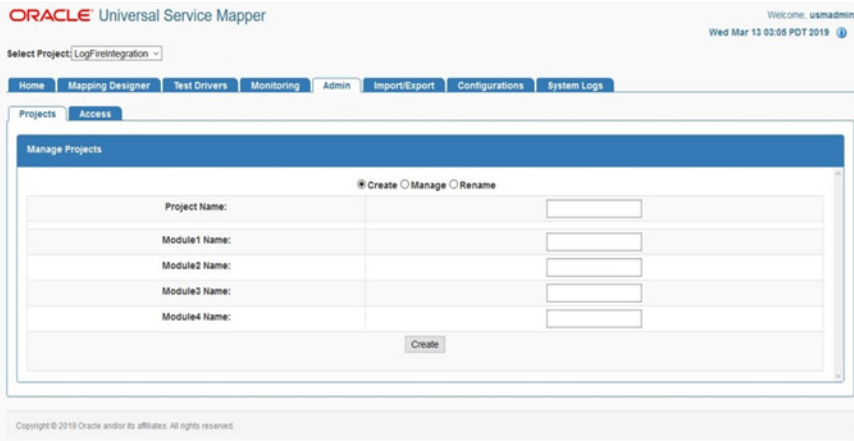 ORACLE® Universal Service Mapper
Welcome, usmadmin
Wed Mar 13 03:05 PDT 2019
Select Project: LogFireIntegration
Home Mapping Designer Test Drivers Monitoring Admin Import/Export Configurations System Logs
Projects Access
Manage Projects
Create Manage Rename
Project Name:
Module1 Name:
Module2 Name:
Module3 Name:
Module4 Name:
Create
Copyright © 2019 Oracle and/or its affiliates. All rights reserved.